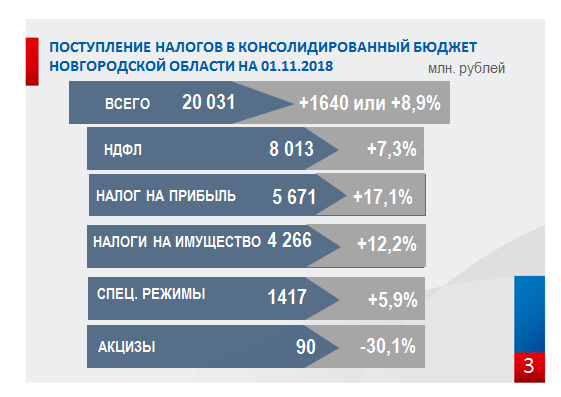 ПОСТУПЛЕНИЕ НАЛОГОВ В КОНСОЛИДИРОВАННЫЙ БЮДЖЕТ
НОВГОРОДСКОЙ ОБЛАСТИ НА 01.11.2018
млн. рублей
ВСЕГО 20 031 +1640 или +8,9%
НДФЛ 8 013 +7,3%
НАЛОГ НА ПРИБЫЛЬ 5 671 +17,1%
НАЛОГИ НА ИМУЩЕСТВО 4 266 +12,2%
СПЕЦ. РЕЖИМЫ 1417 +5,9%
АКЦИЗЫ 90 -30,1%
3